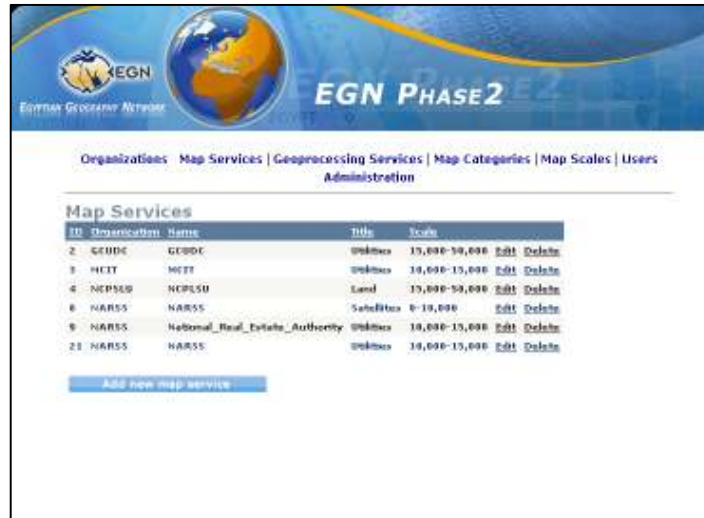 EGN
EGYPTIAN GEOGRAPHY NETWORK
EGN PHASE2
Organizations Map Services | Geoprocessing Services | Map Categories | Map Scales | Users
Administration
Map Services
ID Organization Name Title Scale
2 GCUDC GCUDC Utilities 15,000-50,000 Edit Delete
3 MCIT MCIT Utilities 10,000-15,000 Edit Delete
4 NCPSLU NCPLSU Land 15,000-50,000 Edit Delete
NARSS NARSS Satellites 0-10,000 Edit Delete
9 NARSS National_Real_Estate_Authority Utilities 10,000-15,000 Edit Delete
21 NARSS NARSS Utilities 10,000-15,000 Edit Delete
Add new map service